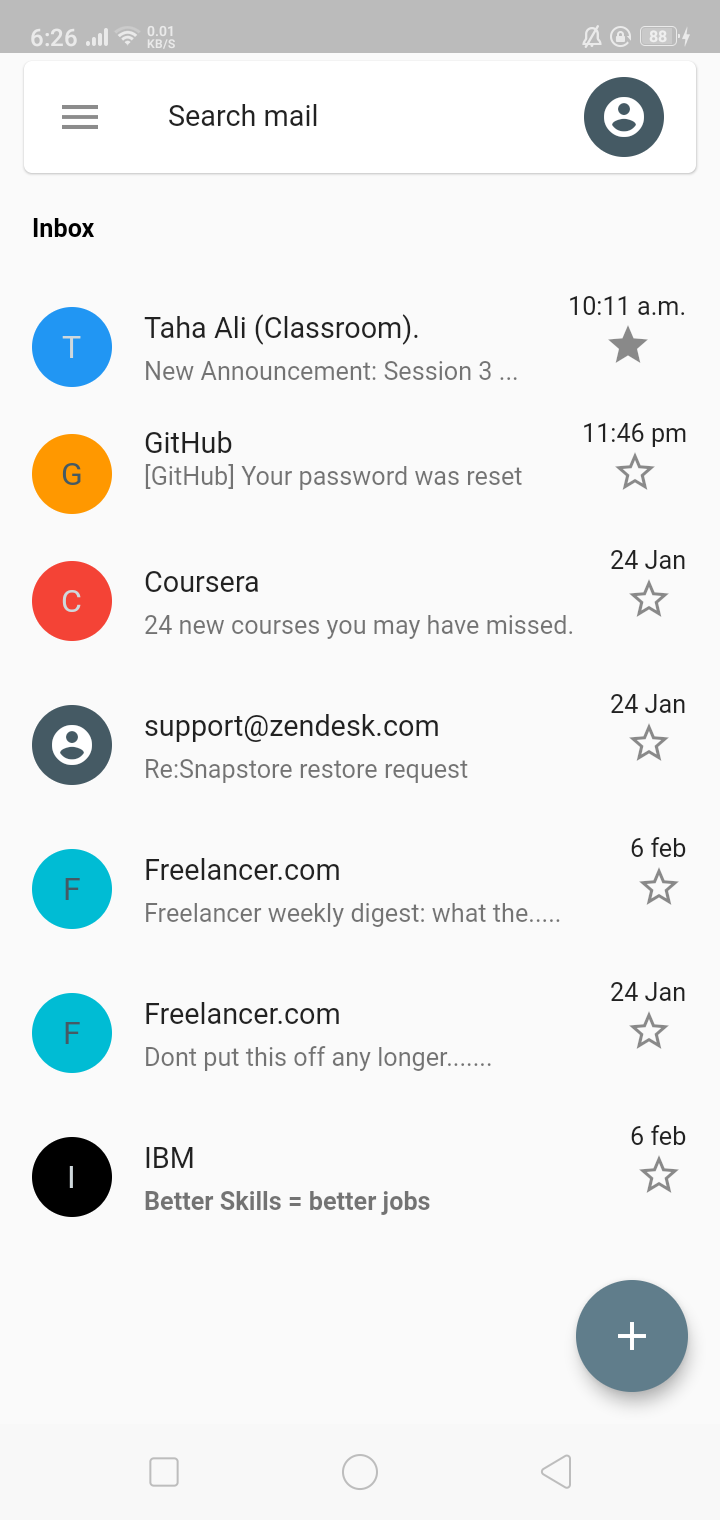 6:26 0.01 KB/S 88
Search mail
Inbox
10:11 a.m.
T Taha Ali (Classroom).
New Announcement: Session 3 ...
11:46 pm
G GitHub
[GitHub] Your password was reset
24 Jan
C Coursera
24 new courses you may have missed.
24 Jan
support@zendesk.com
Re:Snapstore restore request
6 feb
F Freelancer.com
Freelancer weekly digest: what the.....
24 Jan
F Freelancer.com
Dont put this off any longer.......
6 feb
I IBM
Better Skills = better jobs